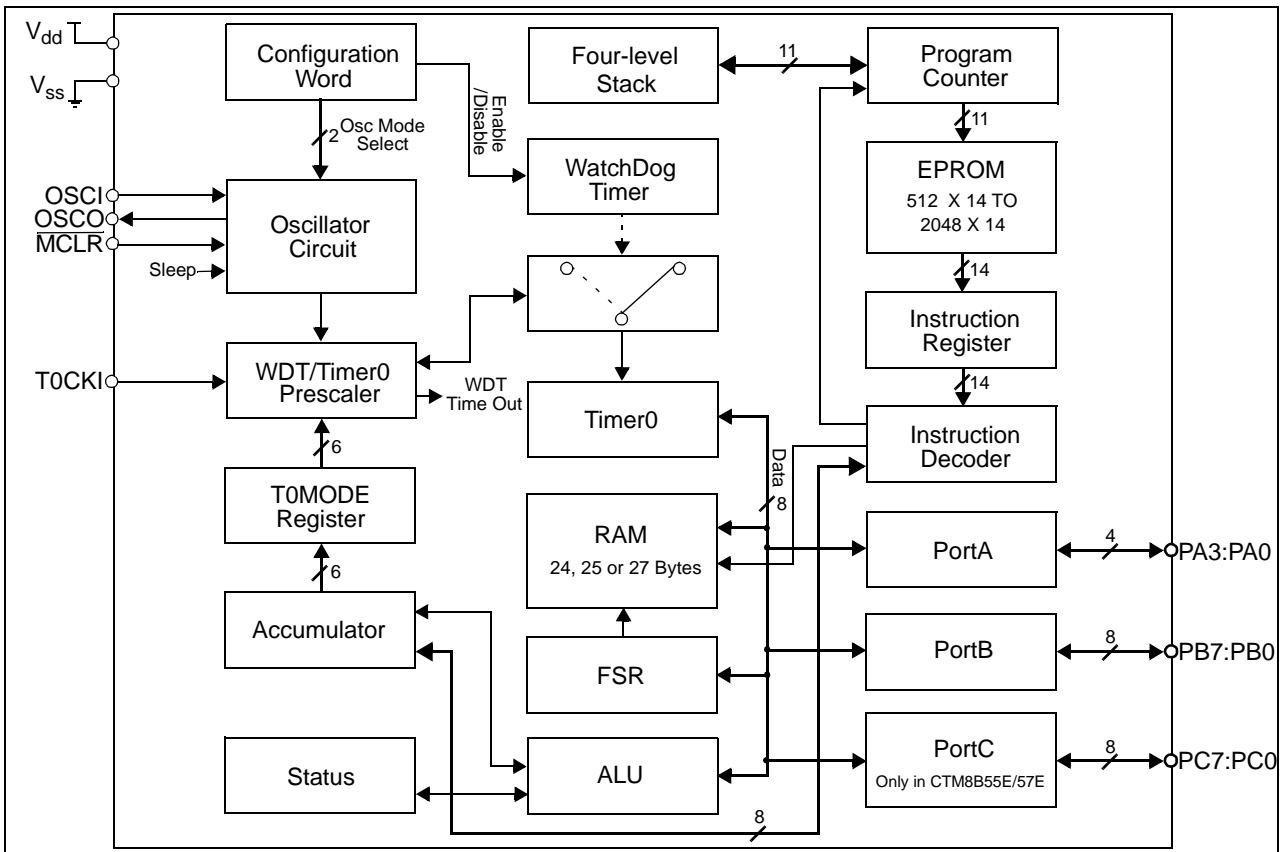 Vdd
Vss
Configuration
Word
Four-level
Stack
11
Program
Counter
Enable
/Disable
2
Osc Mode
Select
11
WatchDog
Timer
EPROM
512 X 14 TO
2048 X 14
OSCI
OSCO
MCLR
Sleep
Oscillator
Circuit
14
Instruction
Register
WDT/Timer0
Prescaler
T0CKI
WDT
Time Out
14
Timer0
Instruction
Decoder
6
Data
8
T0MODE
Register
RAM
24, 25 or 27 Bytes
PortA
4
PA3:PA0
6
Accumulator
FSR
PortB
8
PB7:PB0
Status
ALU
PortC
Only in CTM8B55E/57E
8
PC7:PC0
8